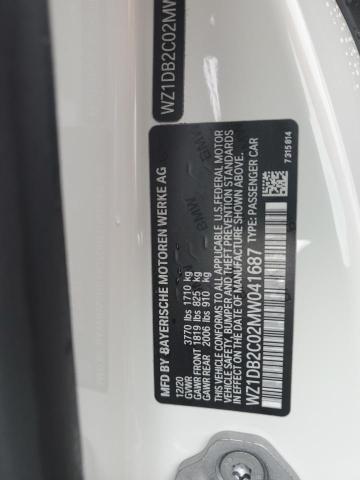 WZ1DB2C02MW
MFD BY BAYERISCHE MOTOREN WERKE AG
12/20
GVWR 3770 lbs 1710 kg
GAWR FRONT 1819 lbs 825 kg
GAWR REAR 2006 lbs 910 kg
THIS VEHICLE CONFORMS TO ALL APPLICABLE U.S.FEDERAL MOTOR
VEHICLE SAFETY, BUMPER AND THEFT PREVENTION STANDARDS
IN EFFECT ON THE DATE OF MANUFACTURE SHOWN ABOVE.
WZ1DB2C02MW041687 TYPE: PASSENGER CAR
7315814